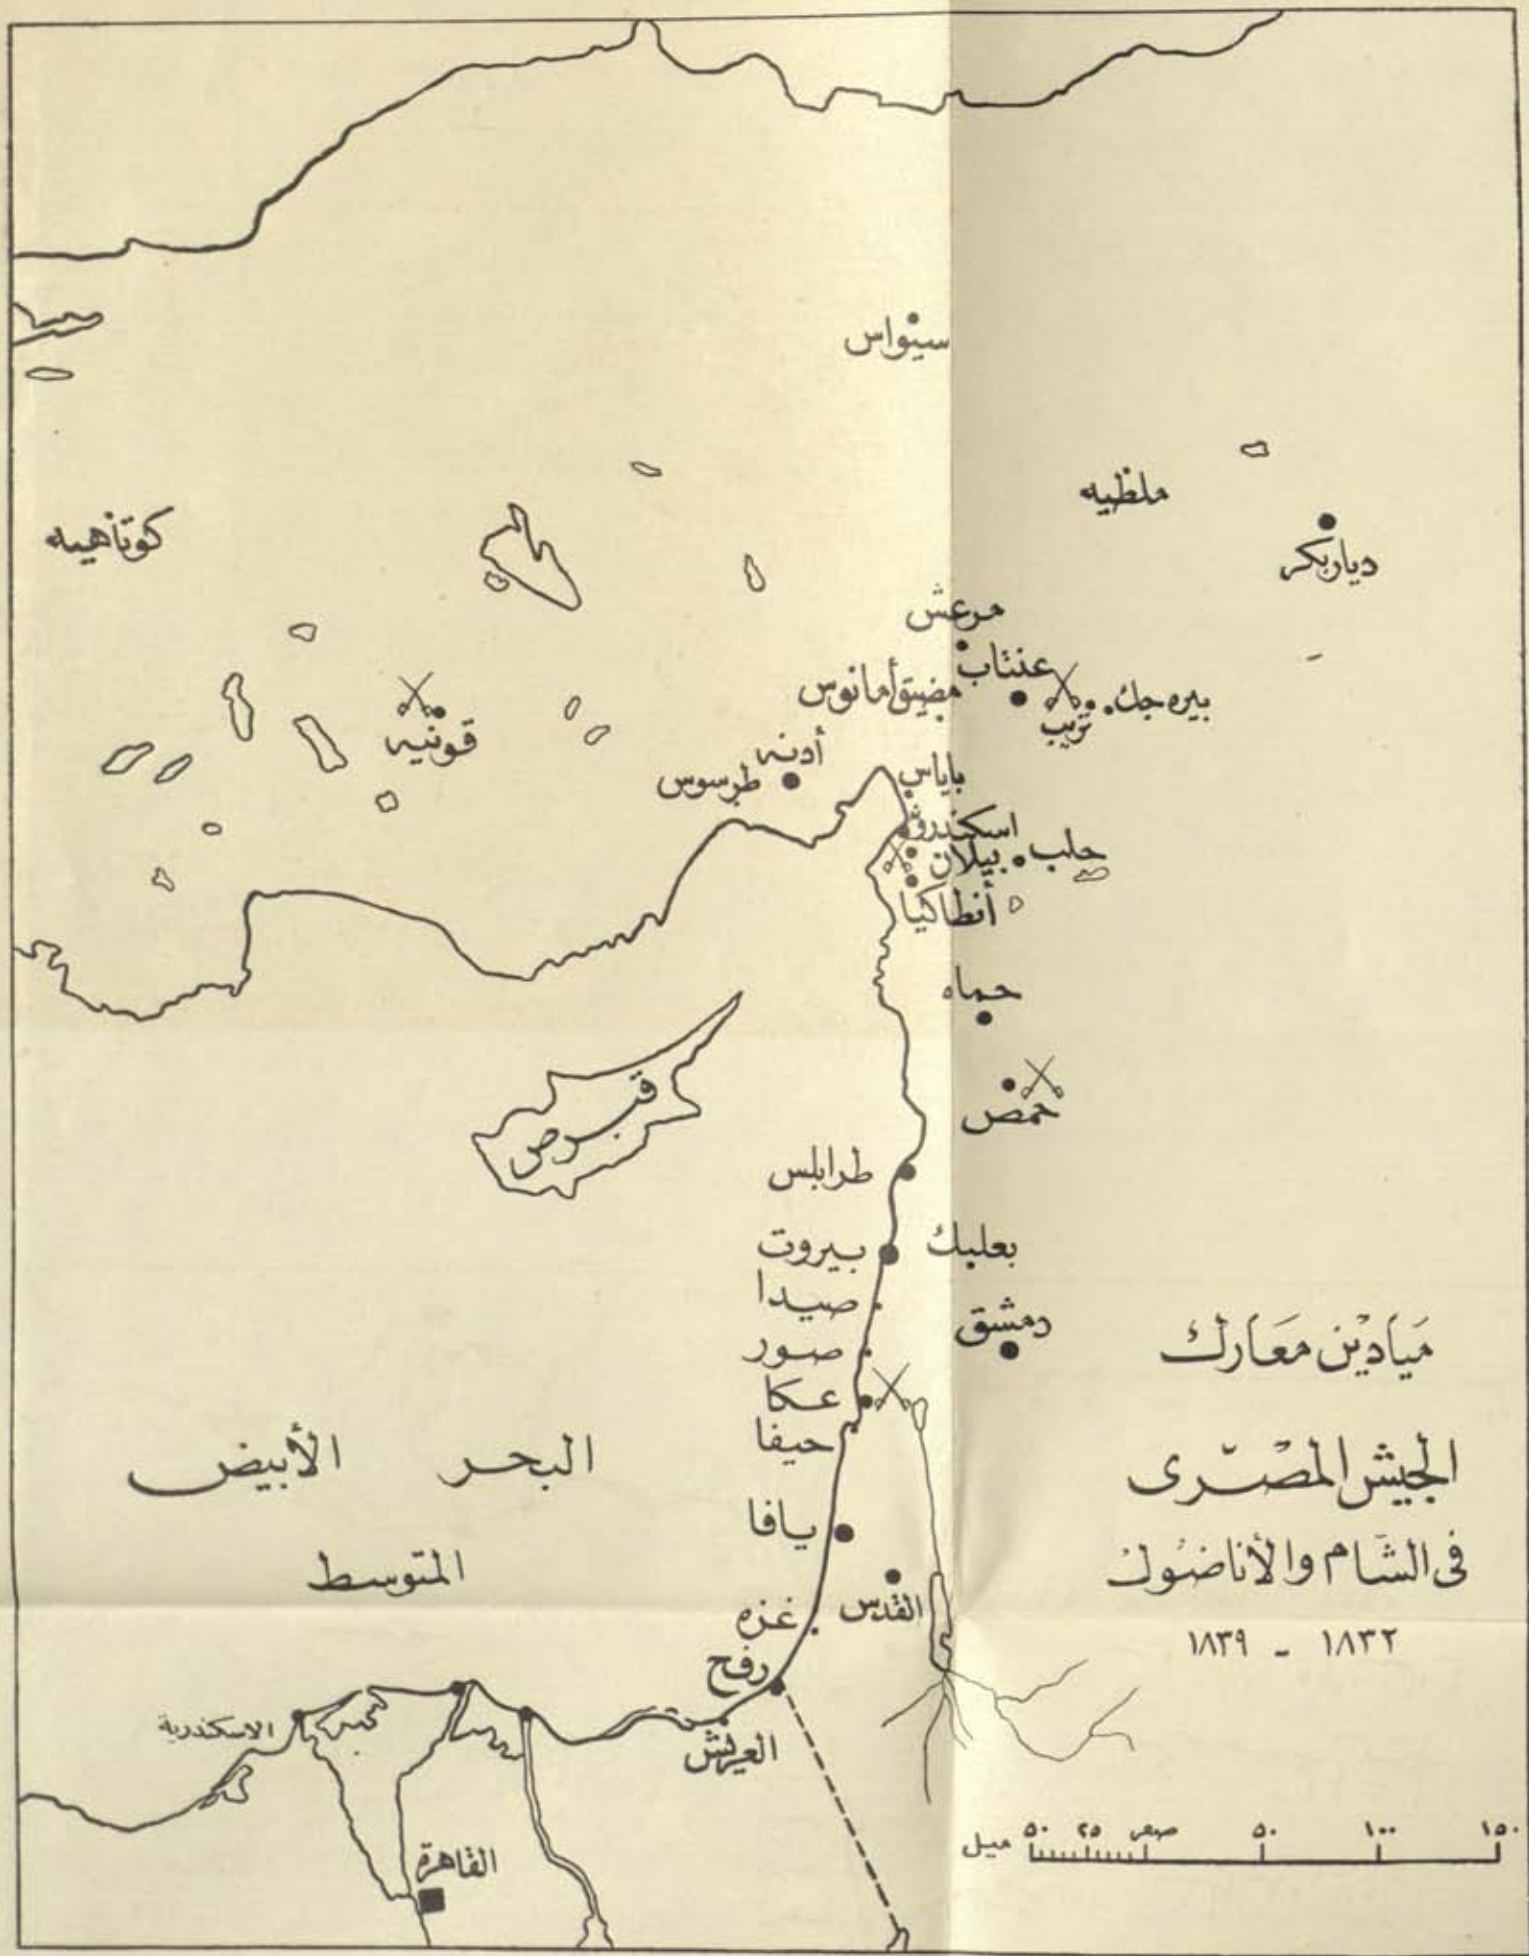 سيواس
ملطيه
كوتاهيه
دياربكر
مرعش
عنتاب
مضيق أمانوس
بيره جك
نزيب
قونيه
أدنه
طرسوس
باياس
اسكندرونه
بيلان
حلب
أنطاكيا
حماه
حمص
قبرص
طرابلس
بيروت
بعلبك
صيدا
دمشق
صور
عكا
حيفا
ميادين معارك
الجيش المصرى
فى الشام والأناضول
١٨٣٢ - ١٨٣٩
البحر الأبيض
المتوسط
يافا
القدس
غزه
رفح
العريش
الاسكندرية
القاهرة
ميل ٥٠ ٢٥ صفر ٥٠ ١٠٠ ١٥٠